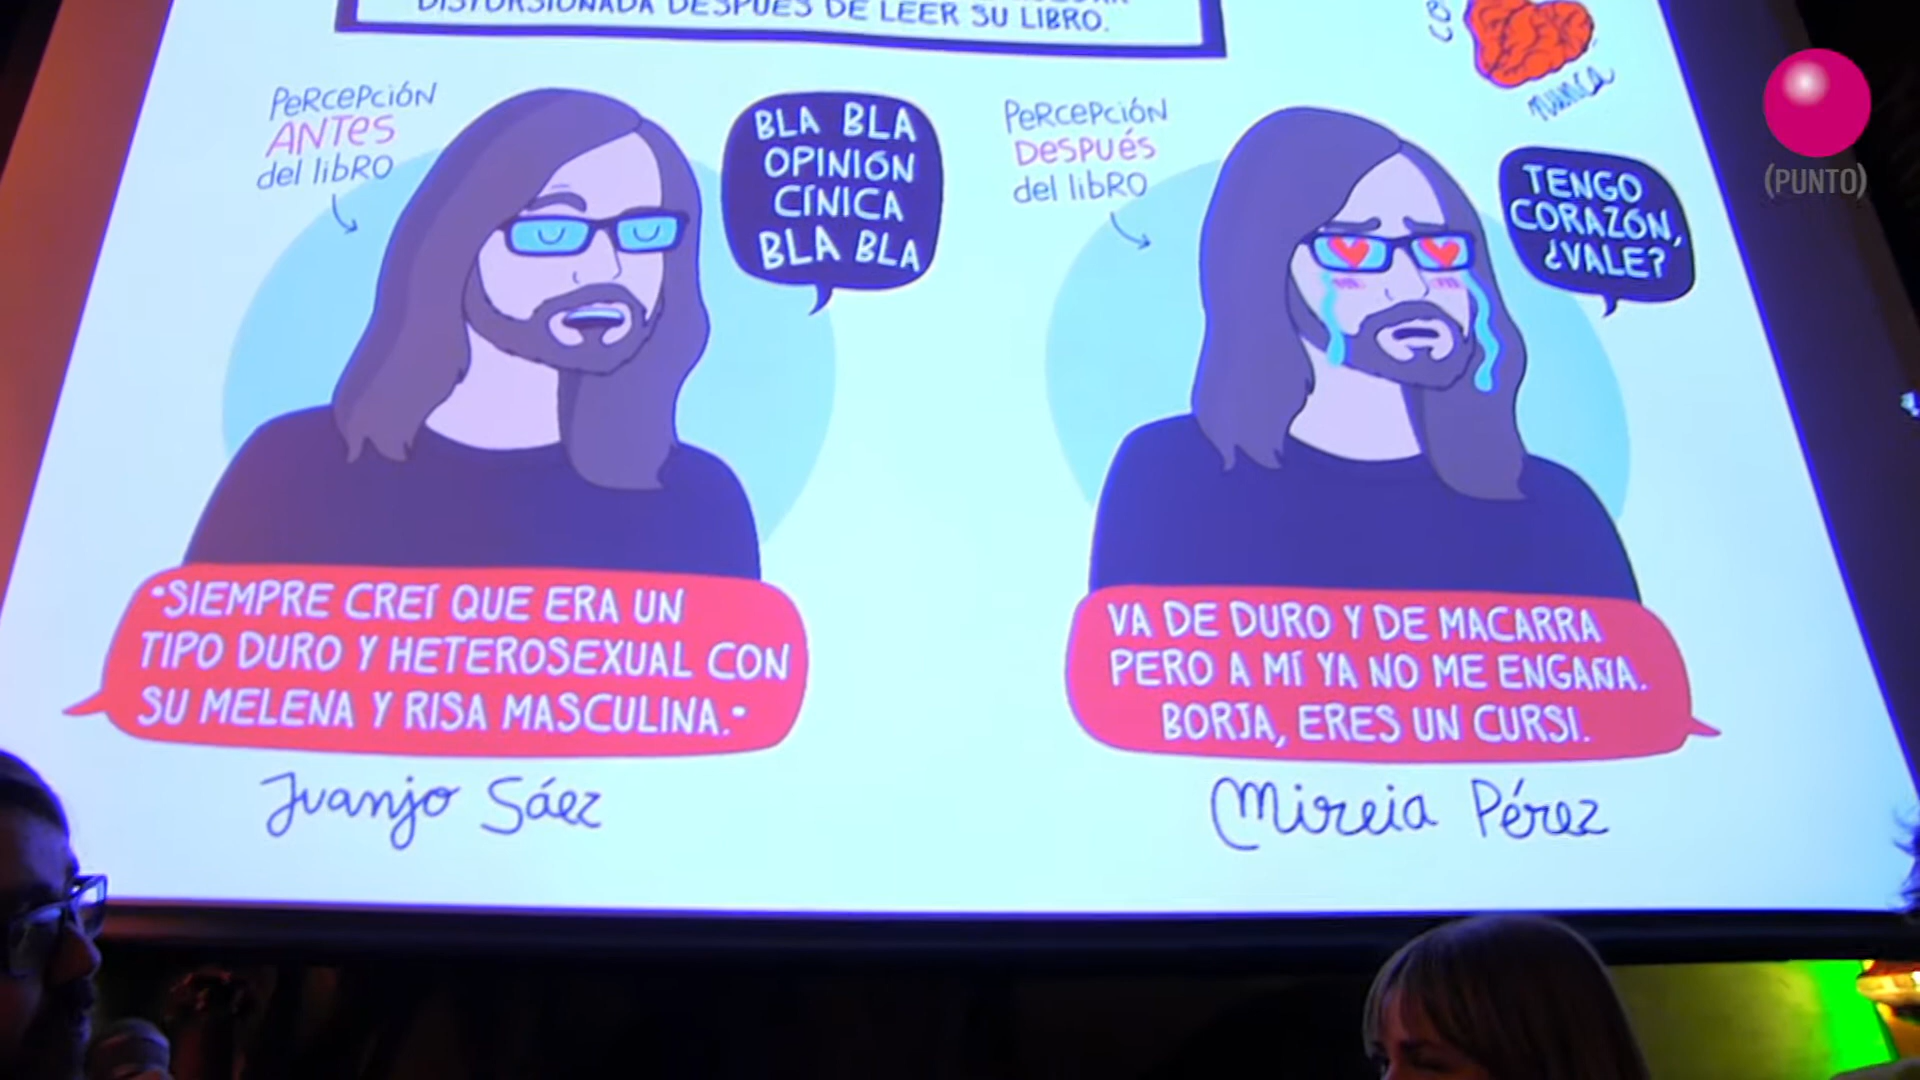 DISTORSIONADA DESPUÉS DE LEER SU LIBRO.
PERCEPCIÓN
ANTES
del libRO
BLA BLA
OPINIÓN
CÍNICA
BLA BLA
PERCEPCIÓN
DESPUÉS
del libRO
nunca
TENGO
CORAZÓN,
¿VALE?
(PUNTO)
"SIEMPRE CREÍ QUE ERA UN
TIPO DURO Y HETEROSEXUAL CON
SU MELENA Y RISA MASCULINA."
Juanjo Sáez
VA DE DURO Y DE MACARRA
PERO A MÍ YA NO ME ENGAÑA.
BORJA, ERES UN CURSI.
Mireia Pérez